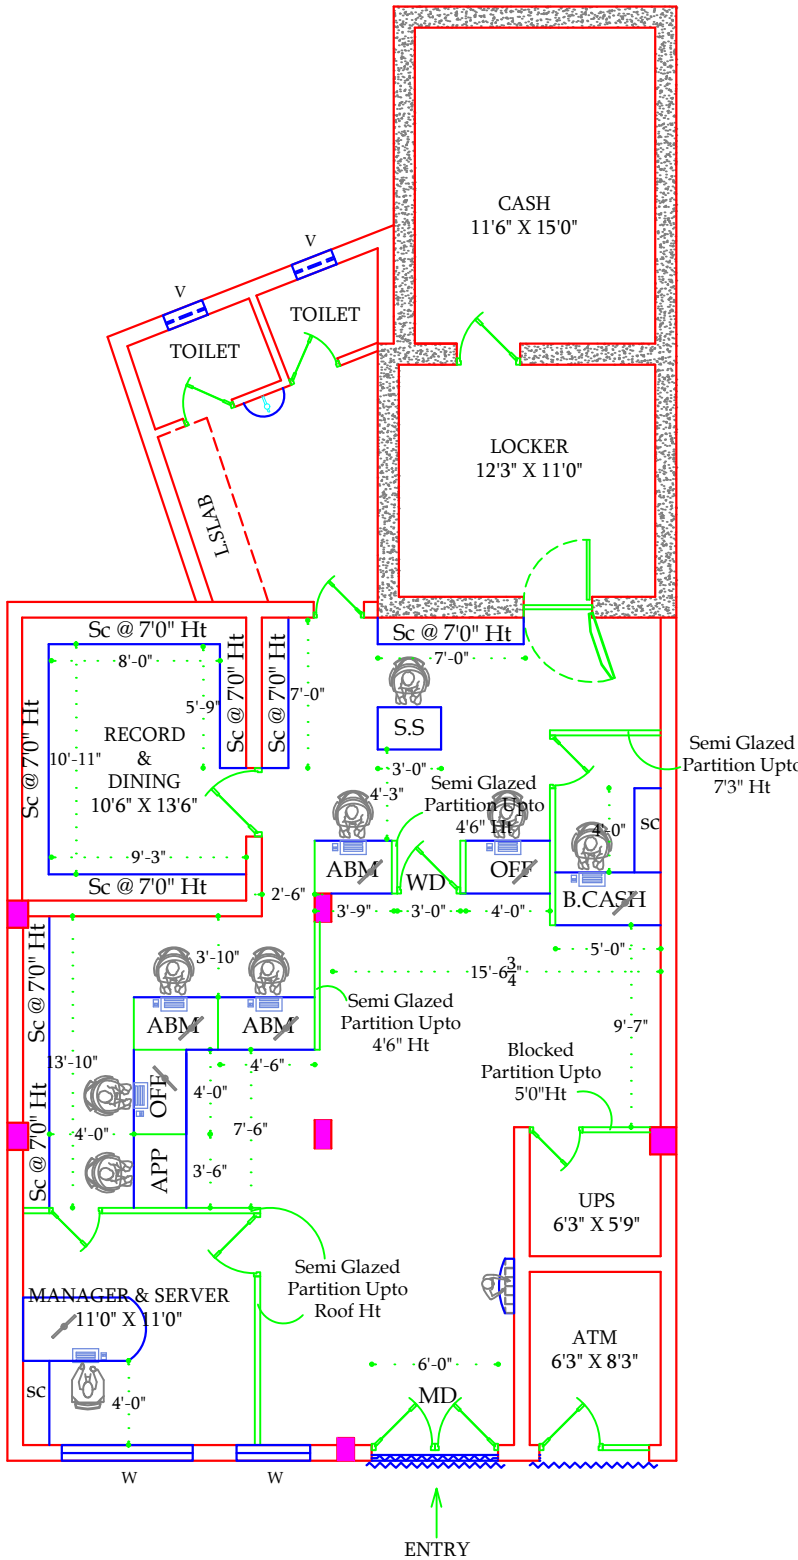 CASH
11'6" X 15'0"
V
V
TOILET
TOILET
LOCKER
12'3" X 11'0"
L.SLAB
Sc @ 7'0" Ht
8'-0"
5'-9"
Sc @ 7'0" Ht
Sc @ 7'0" Ht
7'-0"
Sc @ 7'0" Ht
7'-0"
S.S
3'-0"
4'-3"
Sc @ 7'0" Ht
10'-11"
RECORD
&
DINING
10'6" X 13'6"
9'-3"
Sc @ 7'0" Ht
Semi Glazed
Partition Upto
7'3" Ht
Semi Glazed
Partition Upto
4'6" Ht
4'-0"
sc
ABM
WD
OFF
B.CASH
2'-6"
3'-9"
3'-0"
4'-0"
5'-0"
15'-6 3/4"
9'-7"
Sc @ 7'0" Ht
3'-10"
ABM
ABM
Semi Glazed
Partition Upto
4'6" Ht
13'-10"
4'-6"
OFF
4'-0"
7'-6"
Blocked
Partition Upto
5'0"Ht
Sc @ 7'0" Ht
4'-0"
APP
3'-6"
UPS
6'3" X 5'9"
Semi Glazed
Partition Upto
Roof Ht
MANAGER & SERVER
11'0" X 11'0"
ATM
6'3" X 8'3"
6'-0"
MD
sc
4'-0"
W
W
ENTRY